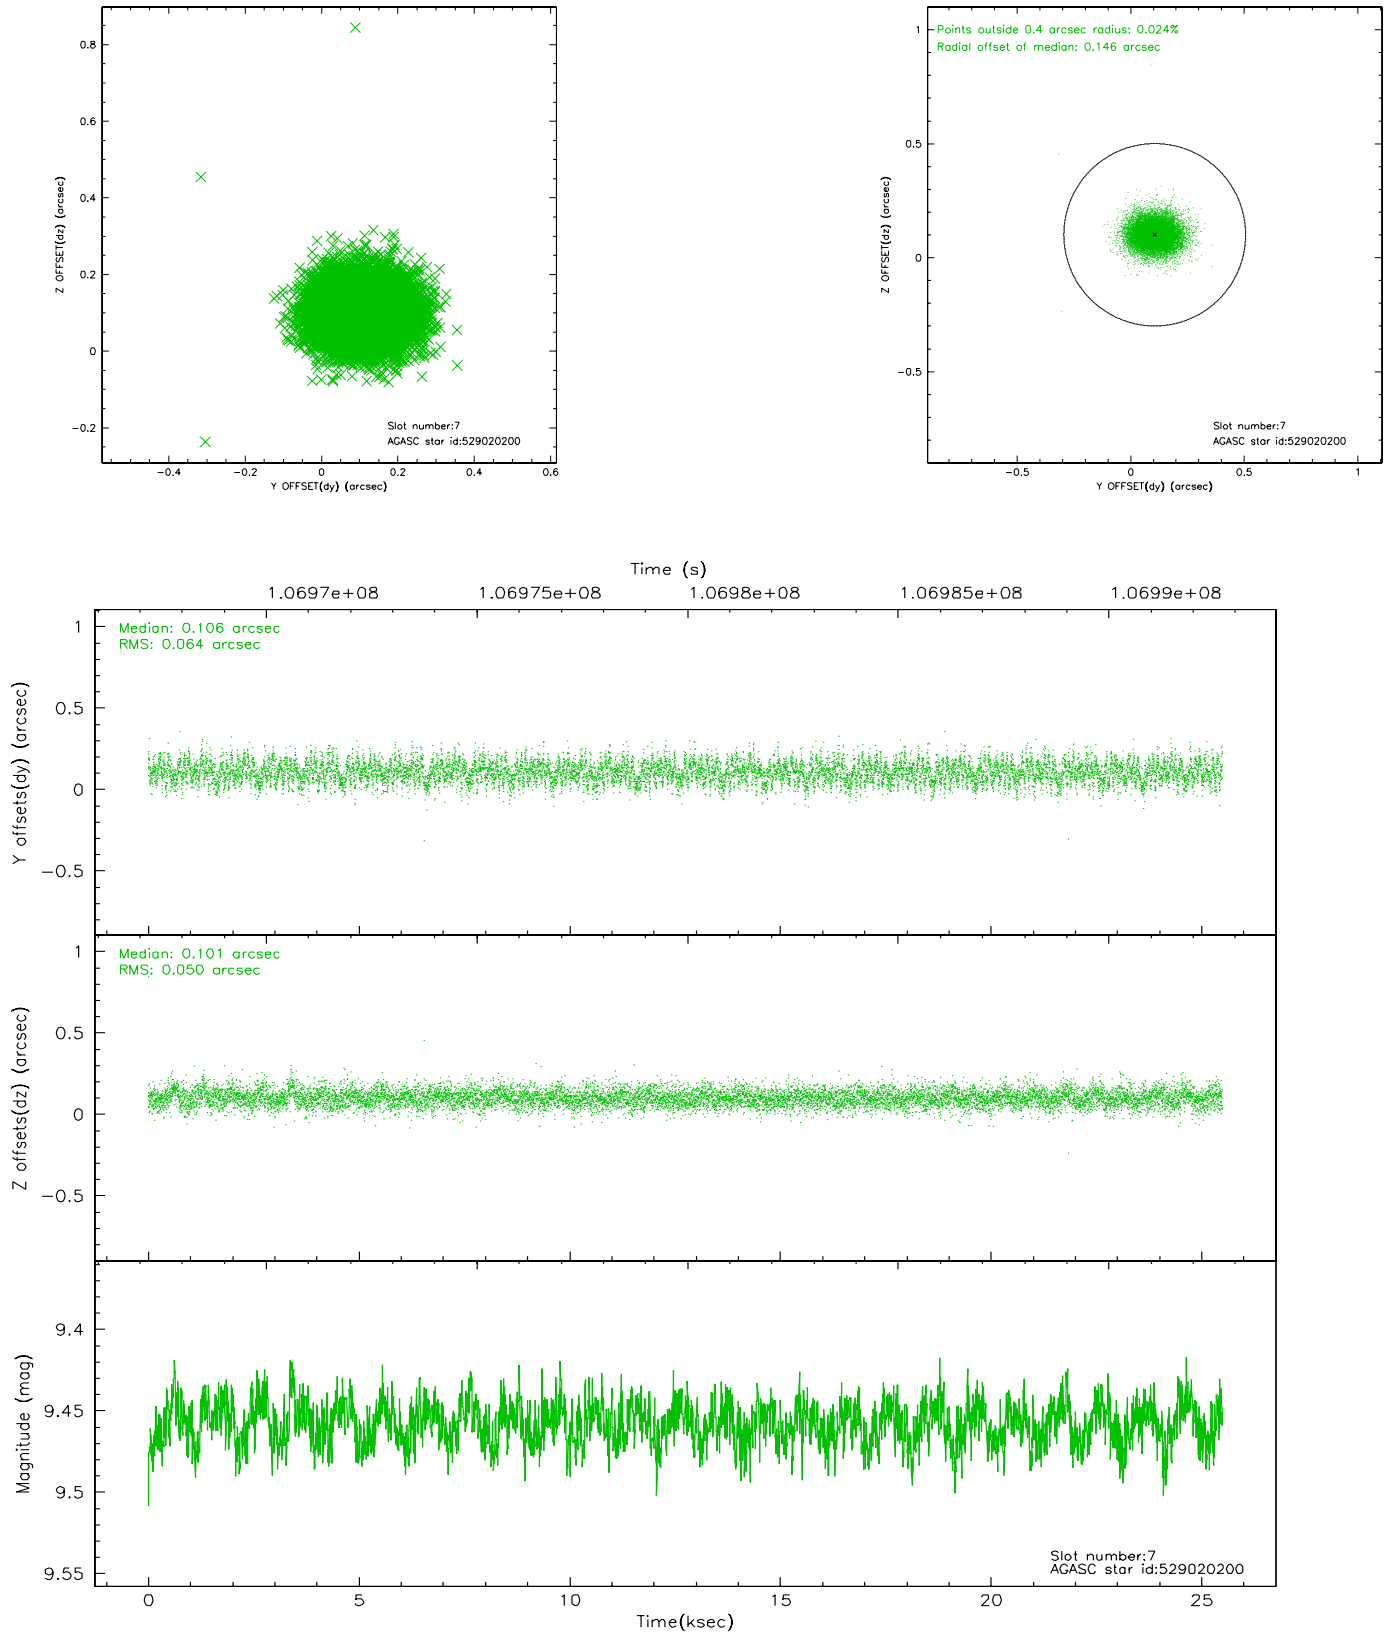 0.8
0.6
0.4
0.2
0
−0.2
Z OFFSET(dz) (arcsec)
−0.4
−0.2
0
0.2
0.4
0.6
Y OFFSET(dy) (arcsec)
Slot number:7
AGASC star id:529020200
Points outside 0.4 arcsec radius: 0.024%
Radial offset of median: 0.146 arcsec
1
0.5
0
−0.5
Z OFFSET(dz) (arcsec)
−0.5
0
0.5
1
Y OFFSET(dy) (arcsec)
Slot number:7
AGASC star id:529020200
Time (s)
1.0697e+08
1.06975e+08
1.0698e+08
1.06985e+08
1.0699e+08
Median: 0.106 arcsec
RMS: 0.064 arcsec
1
0.5
0
−0.5
Y offsets(dy) (arcsec)
Median: 0.101 arcsec
RMS: 0.050 arcsec
1
0.5
0
−0.5
Z offsets(dz) (arcsec)
9.4
9.45
9.5
9.55
Magnitude (mag)
Slot number:7
AGASC star id:529020200
0
5
10
15
20
25
Time(ksec)